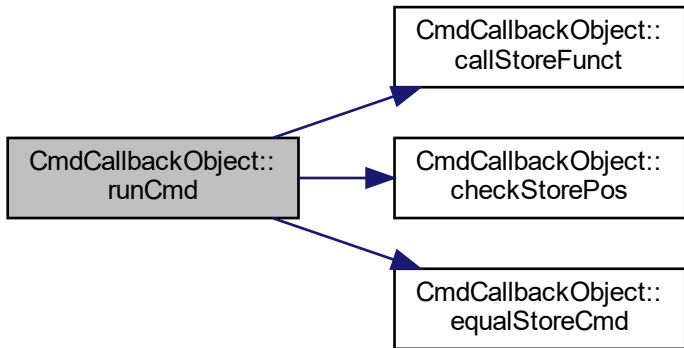 CmdCallbackObject::
runCmd
CmdCallbackObject::
callStoreFunct
CmdCallbackObject::
checkStorePos
CmdCallbackObject::
equalStoreCmd